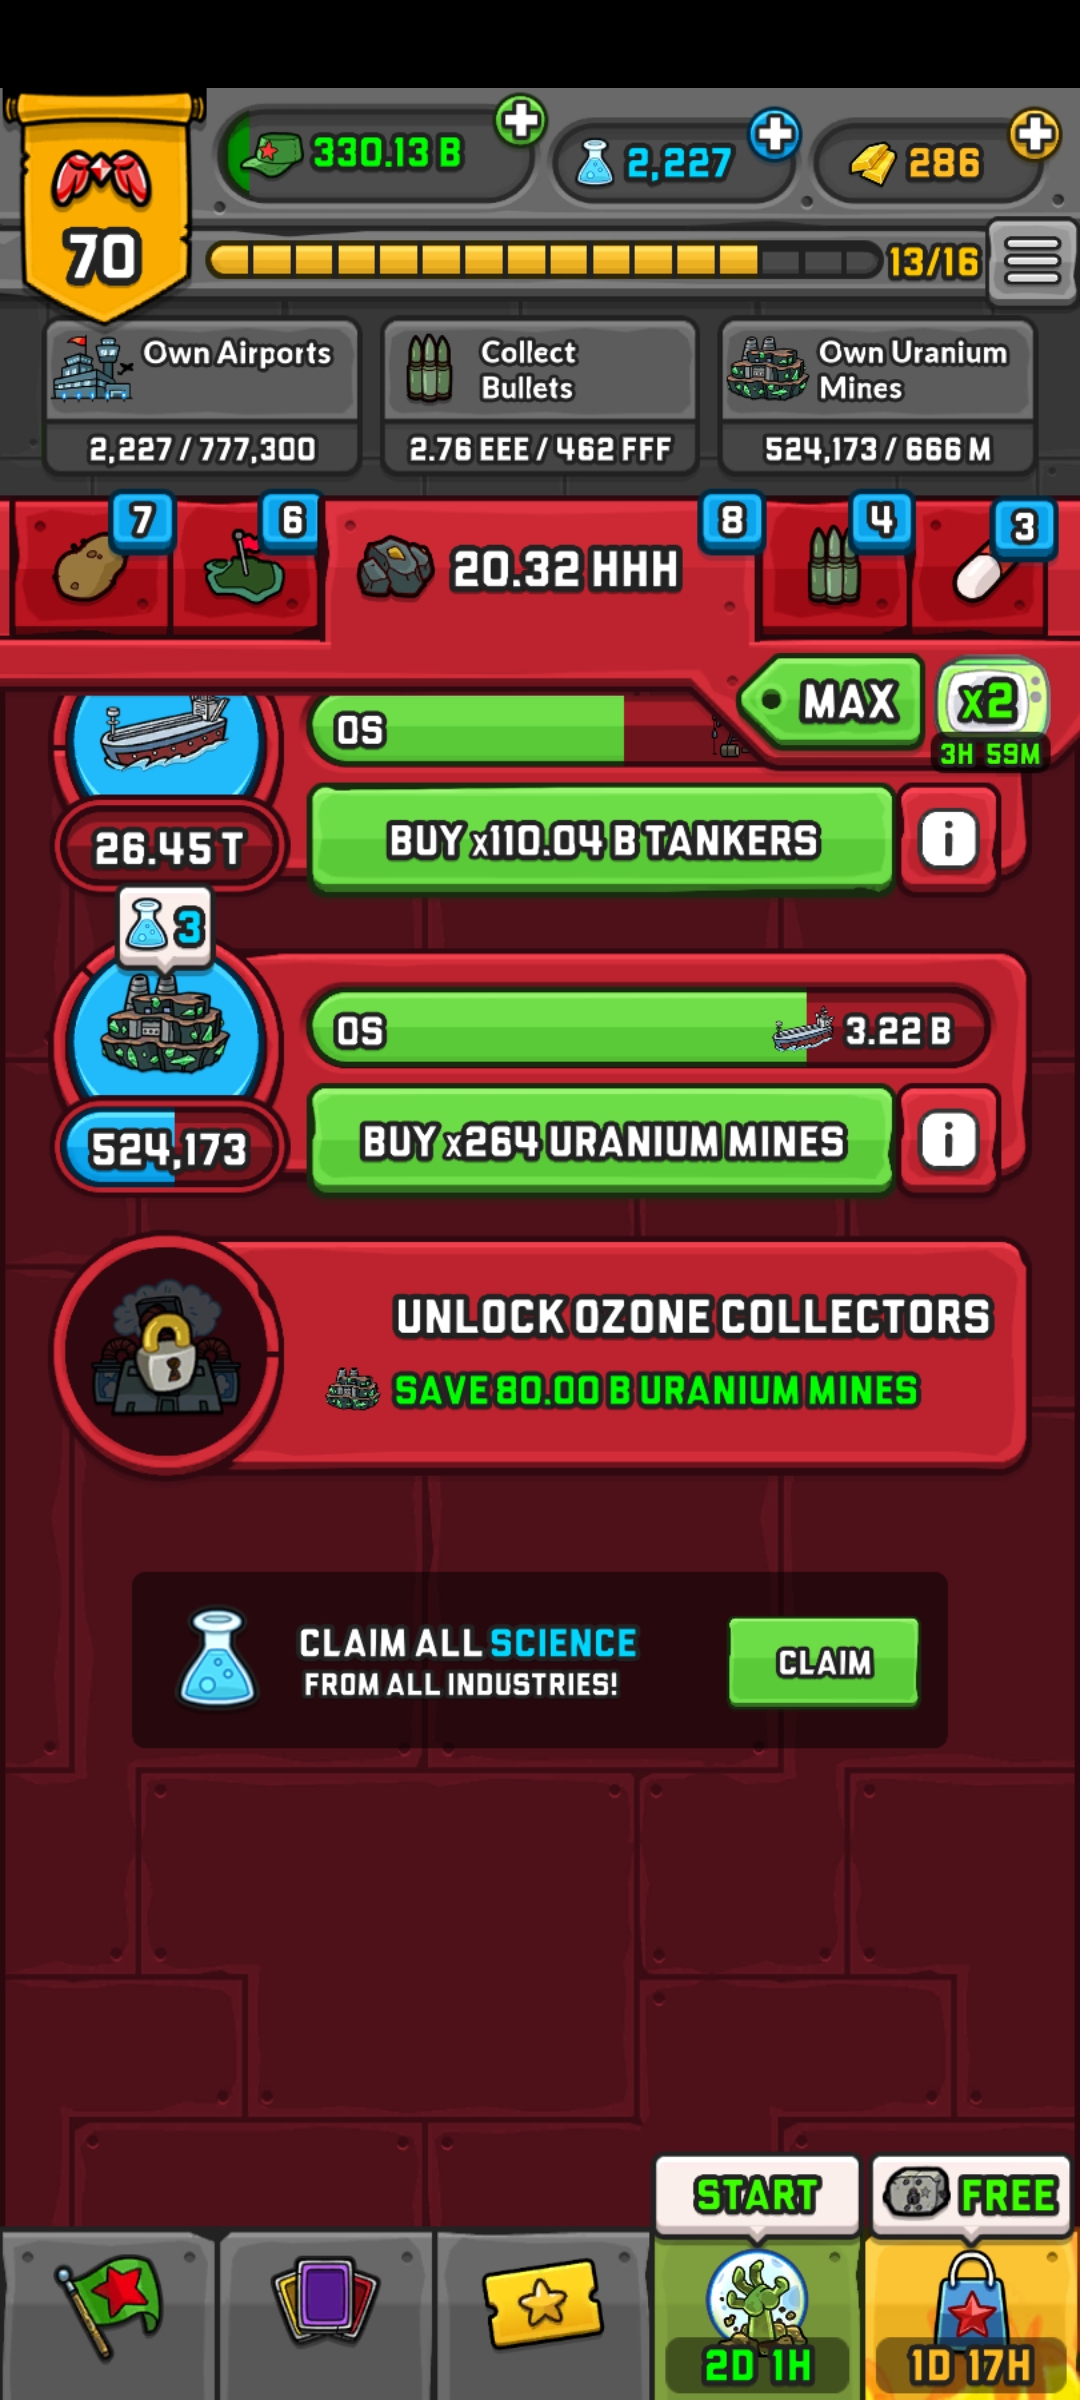 330.13 B
2,227
286
70
13/16
Own Airports
2,227 / 777,300
Collect
Bullets
2.76 EEE / 462 FFF
Own Uranium
Mines
524,173 / 666 M
7
6
20.32 HHH
8
4
3
MAX
x2
3H 59M
0S
26.45 T
BUY x110.04 B TANKERS
i
3
0S
3.22 B
524,173
BUY x264 URANIUM MINES
i
UNLOCK OZONE COLLECTORS
SAVE 80.00 B URANIUM MINES
CLAIM ALL SCIENCE
FROM ALL INDUSTRIES!
CLAIM
START
FREE
2D 1H
1D 17H